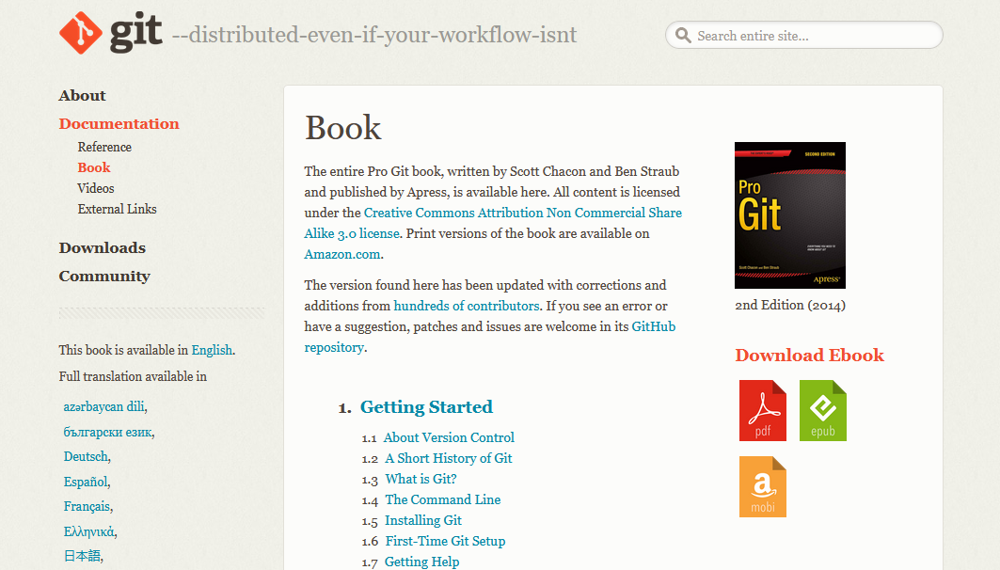 git --distributed-even-if-your-workflow-isnt
Search entire site...
About
Documentation
Reference
Book
Videos
External Links
Downloads
Community
This book is available in English.
Full translation available in
azərbaycan dili,
български език,
Deutsch,
Español,
Français,
Ελληνικά,
日本語,
Book
The entire Pro Git book, written by Scott Chacon and Ben Straub
and published by Apress, is available here. All content is licensed
under the Creative Commons Attribution Non Commercial Share
Alike 3.0 license. Print versions of the book are available on
Amazon.com.
The version found here has been updated with corrections and
additions from hundreds of contributors. If you see an error or
have a suggestion, patches and issues are welcome in its GitHub
repository.
1. Getting Started
1.1 About Version Control
1.2 A Short History of Git
1.3 What is Git?
1.4 The Command Line
1.5 Installing Git
1.6 First-Time Git Setup
1.7 Getting Help
SECOND EDITION
Pro
Git
EVERYTHING YOU NEED TO
KNOW ABOUT GIT
Scott Chacon and Ben Straub
Apress®
2nd Edition (2014)
Download Ebook
pdf
epub
a
mobi